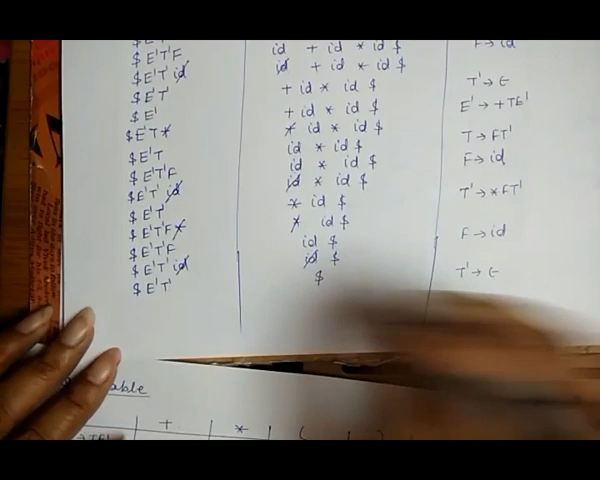 $ E'T'F id + id * id $ F → id
$ E'T' id id + id * id $
$ E'T' + id * id $ T' → ϵ
$ E' + id * id $ E' → +TE'
$ E'T * * id * id $
$ E'T id * id $ T → FT'
$ E'T'F id * id $ F → id
$ E'T' id id * id $
$ E'T' * id $ T' → *FT'
$ E'T'F * * id $
$ E'T'F id $ F → id
$ E'T' id id $
$ E'T' $ T' → ϵ
able
+ * ( )